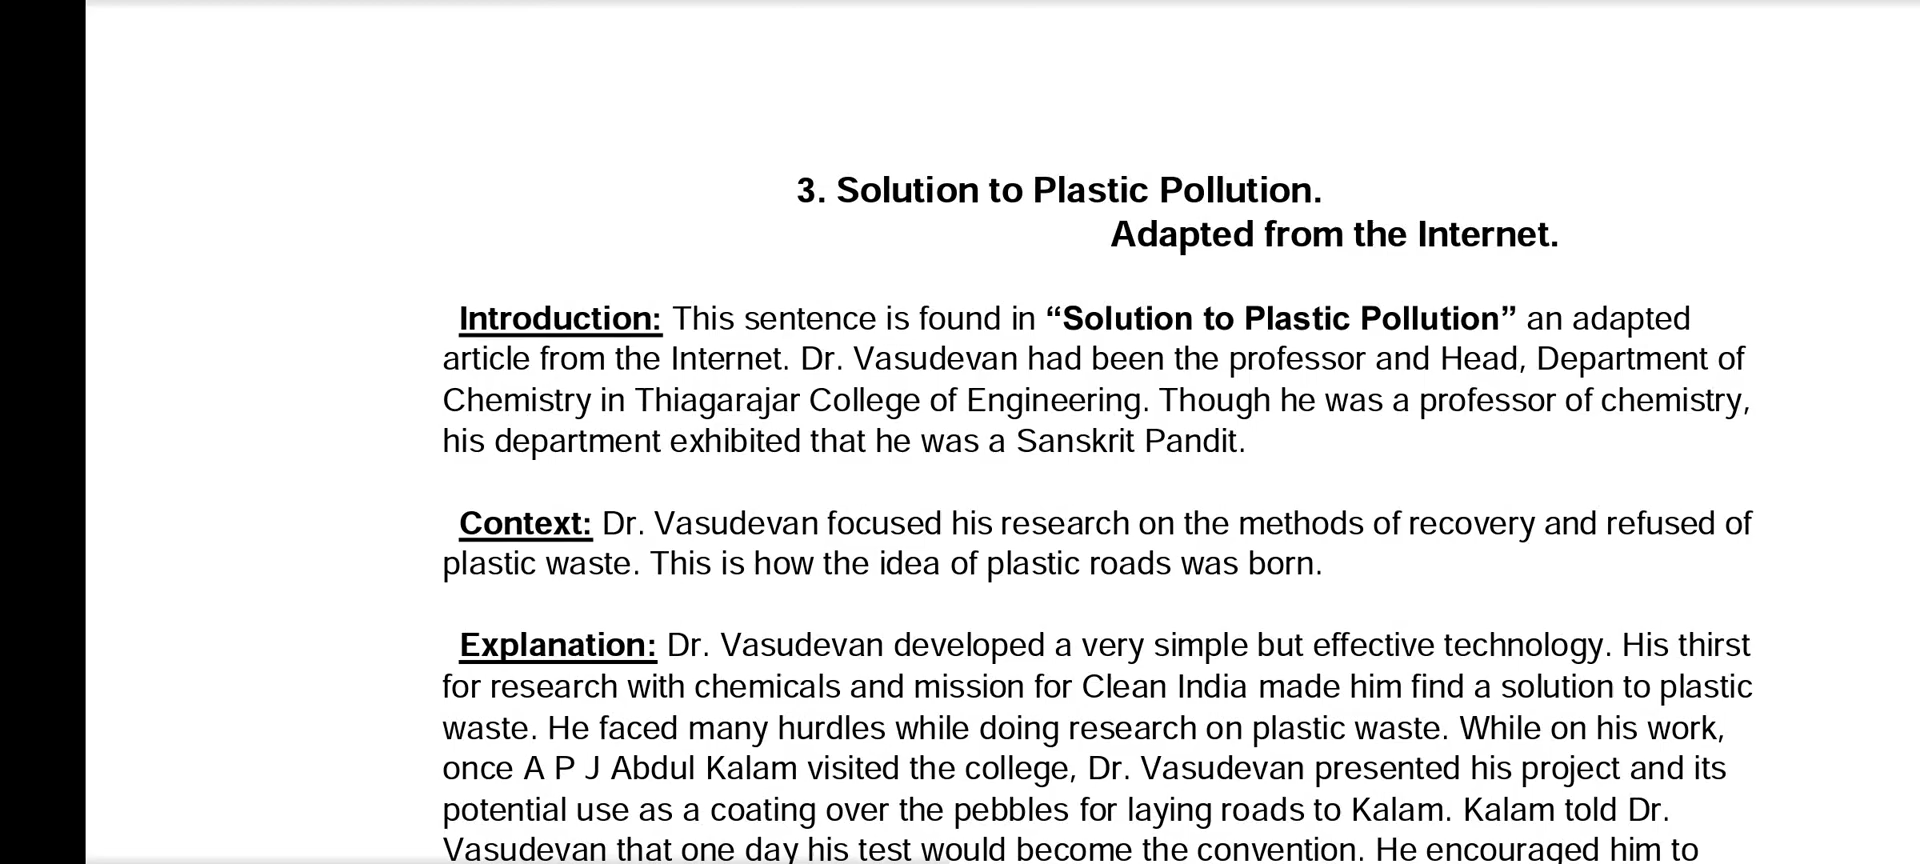 3. Solution to Plastic Pollution.
Adapted from the Internet.
Introduction: This sentence is found in “Solution to Plastic Pollution” an adapted
article from the Internet. Dr. Vasudevan had been the professor and Head, Department of
Chemistry in Thiagarajar College of Engineering. Though he was a professor of chemistry,
his department exhibited that he was a Sanskrit Pandit.
Context: Dr. Vasudevan focused his research on the methods of recovery and refused of
plastic waste. This is how the idea of plastic roads was born.
Explanation: Dr. Vasudevan developed a very simple but effective technology. His thirst
for research with chemicals and mission for Clean India made him find a solution to plastic
waste. He faced many hurdles while doing research on plastic waste. While on his work,
once A P J Abdul Kalam visited the college, Dr. Vasudevan presented his project and its
potential use as a coating over the pebbles for laying roads to Kalam. Kalam told Dr.
Vasudevan that one day his test would become the convention. He encouraged him to